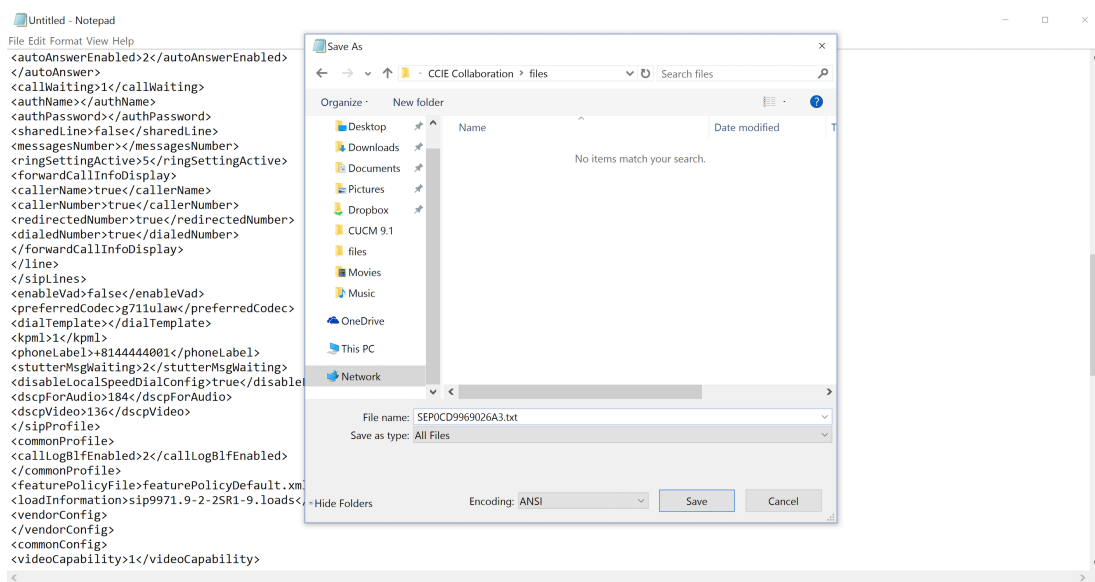 Untitled - Notepad
File Edit Format View Help
<autoAnswerEnabled>2</autoAnswerEnabled>
</autoAnswer>
<callWaiting>1</callWaiting>
<authName></authName>
<authPassword></authPassword>
<sharedLine>false</sharedLine>
<messagesNumber></messagesNumber>
<ringSettingActive>5</ringSettingActive>
<forwardCallInfoDisplay>
<callerName>true</callerName>
<callerNumber>true</callerNumber>
<redirectedNumber>true</redirectedNumber>
<dialedNumber>true</dialedNumber>
</forwardCallInfoDisplay>
</line>
</sipLines>
<enableVad>false</enableVad>
<preferredCodec>g711ulaw</preferredCodec>
<dialTemplate></dialTemplate>
<kpml>1</kpml>
<phoneLabel>+8144444001</phoneLabel>
<stutterMsgWaiting>2</stutterMsgWaiting>
<disableLocalSpeedDialConfig>true</disable
<dscpForAudio>184</dscpForAudio>
<dscpVideo>136</dscpVideo>
</sipProfile>
<commonProfile>
<callLogBlfEnabled>2</callLogBlfEnabled>
</commonProfile>
<featurePolicyFile>featurePolicyDefault.xml
<loadInformation>sip9971.9-2-2SR1-9.loads</
<vendorConfig>
</vendorConfig>
<commonConfig>
<videoCapability>1</videoCapability>
Save As
CCIE Collaboration > files
Search files
Organize
New folder
?
Desktop
Downloads
Documents
Pictures
Dropbox
CUCM 9.1
files
Movies
Music
OneDrive
This PC
Network
Name
Date modified
T
No items match your search.
File name: SEP0CD9969026A3.txt
Save as type: All Files
Hide Folders
Encoding: ANSI
Save
Cancel